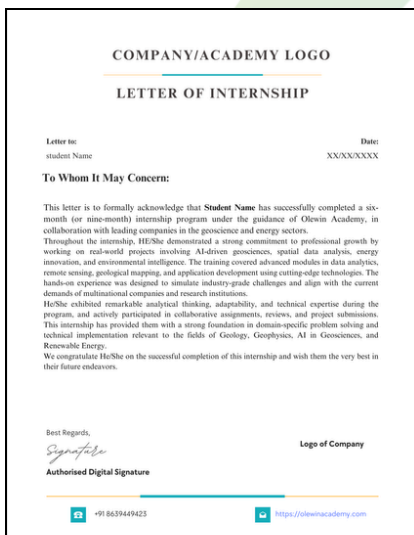 COMPANY/ACADEMY LOGO
LETTER OF INTERNSHIP
Letter to:
Date:
student Name
XX/XX/XXXX
To Whom It May Concern:
This letter is to formally acknowledge that Student Name has successfully completed a six-
month (or nine-month) internship program under the guidance of Olewin Academy, in
collaboration with leading companies in the geoscience and energy sectors.
Throughout the internship, HE/She demonstrated a strong commitment to professional growth by
working on real-world projects involving AI-driven geosciences, spatial data analysis, energy
innovation, and environmental intelligence. The training covered advanced modules in data analytics,
remote sensing, geological mapping, and application development using cutting-edge technologies. The
hands-on experience was designed to simulate industry-grade challenges and align with the current
demands of multinational companies and research institutions.
He/She exhibited remarkable analytical thinking, adaptability, and technical expertise during the
program, and actively participated in collaborative assignments, reviews, and project submissions.
This internship has provided them with a strong foundation in domain-specific problem solving and
technical implementation relevant to the fields of Geology, Geophysics, AI in Geosciences, and
Renewable Energy.
We congratulate He/She on the successful completion of this internship and wish them the very best in
their future endeavors.
Best Regards,
Signature
Logo of Company
Authorised Digital Signature
+91 8639449423
https://olewinacademy.com